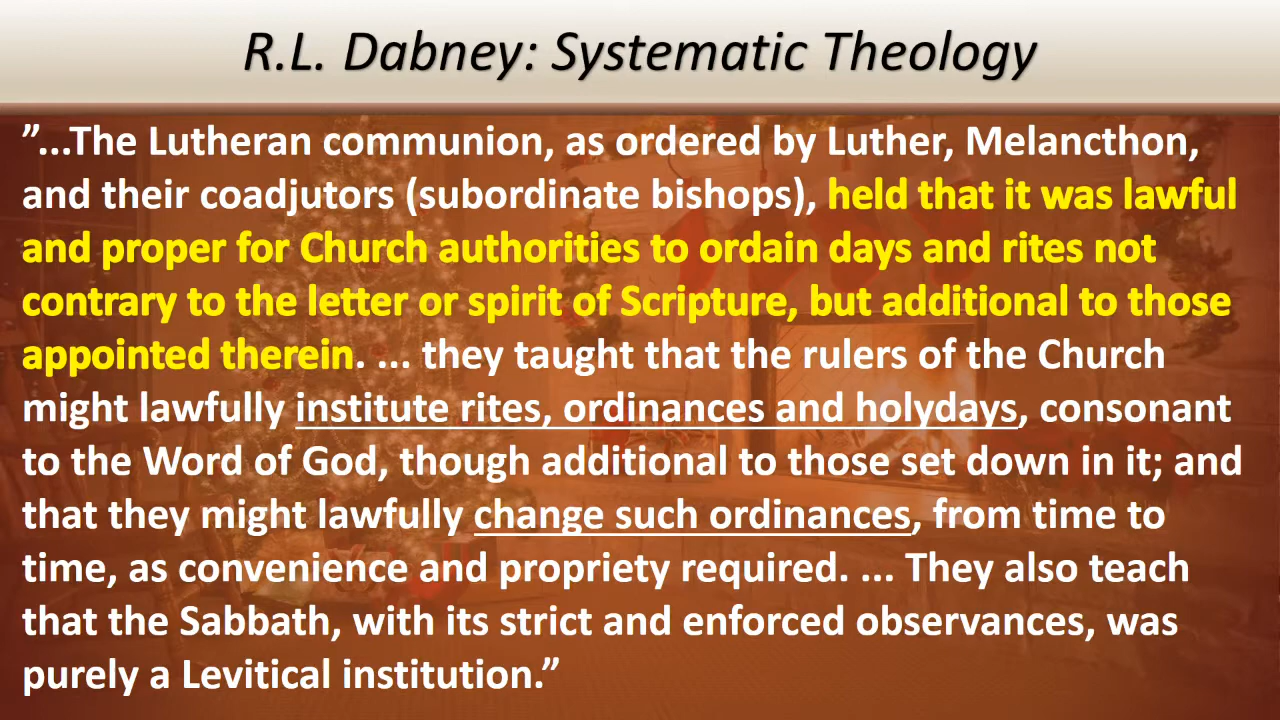 R.L. Dabney: Systematic Theology
”...The Lutheran communion, as ordered by Luther, Melancthon,
and their coadjutors (subordinate bishops), held that it was lawful
and proper for Church authorities to ordain days and rites not
contrary to the letter or spirit of Scripture, but additional to those
appointed therein. ... they taught that the rulers of the Church
might lawfully institute rites, ordinances and holydays, consonant
to the Word of God, though additional to those set down in it; and
that they might lawfully change such ordinances, from time to
time, as convenience and propriety required. ... They also teach
that the Sabbath, with its strict and enforced observances, was
purely a Levitical institution.”